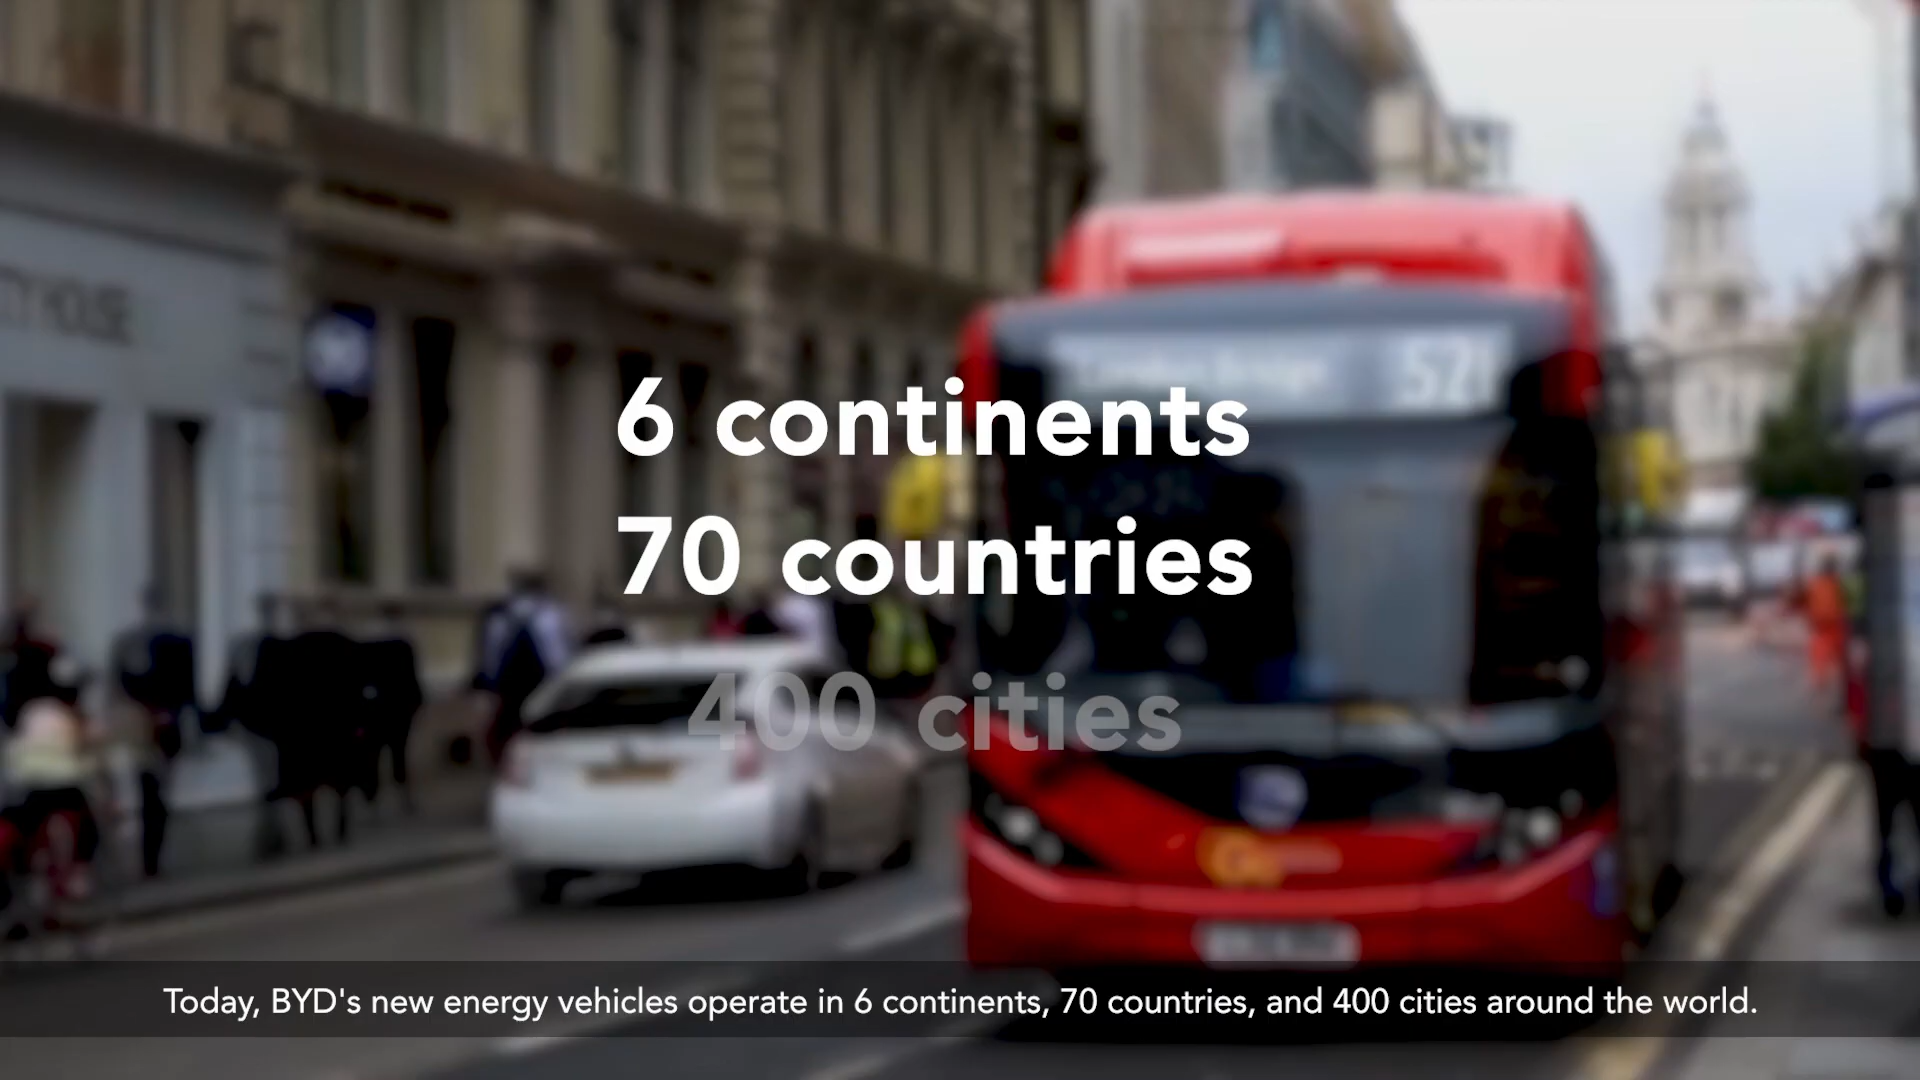 6 continents
70 countries
400 cities
Today, BYD's new energy vehicles operate in 6 continents, 70 countries, and 400 cities around the world.